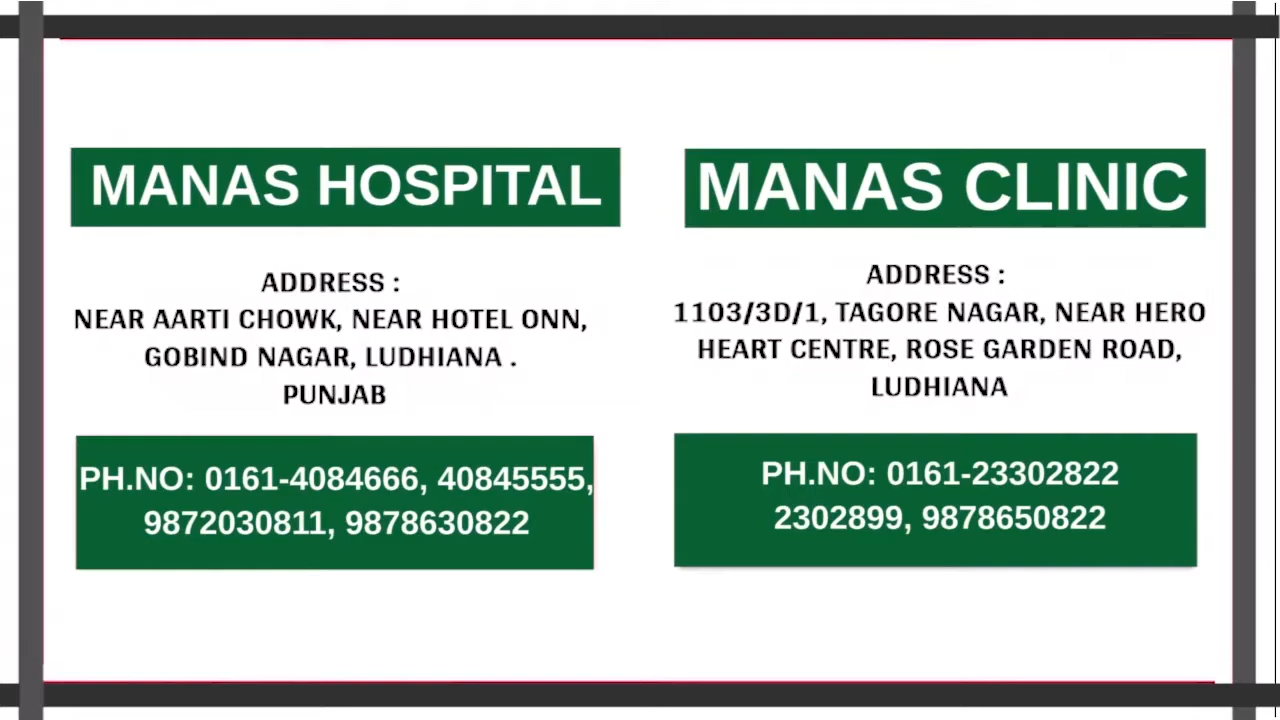 MANAS HOSPITAL
ADDRESS :
NEAR AARTI CHOWK, NEAR HOTEL ONN,
GOBIND NAGAR, LUDHIANA .
PUNJAB
PH.NO: 0161-4084666, 40845555,
9872030811, 9878630822
MANAS CLINIC
ADDRESS :
1103/3D/1, TAGORE NAGAR, NEAR HERO
HEART CENTRE, ROSE GARDEN ROAD,
LUDHIANA
PH.NO: 0161-23302822
2302899, 9878650822